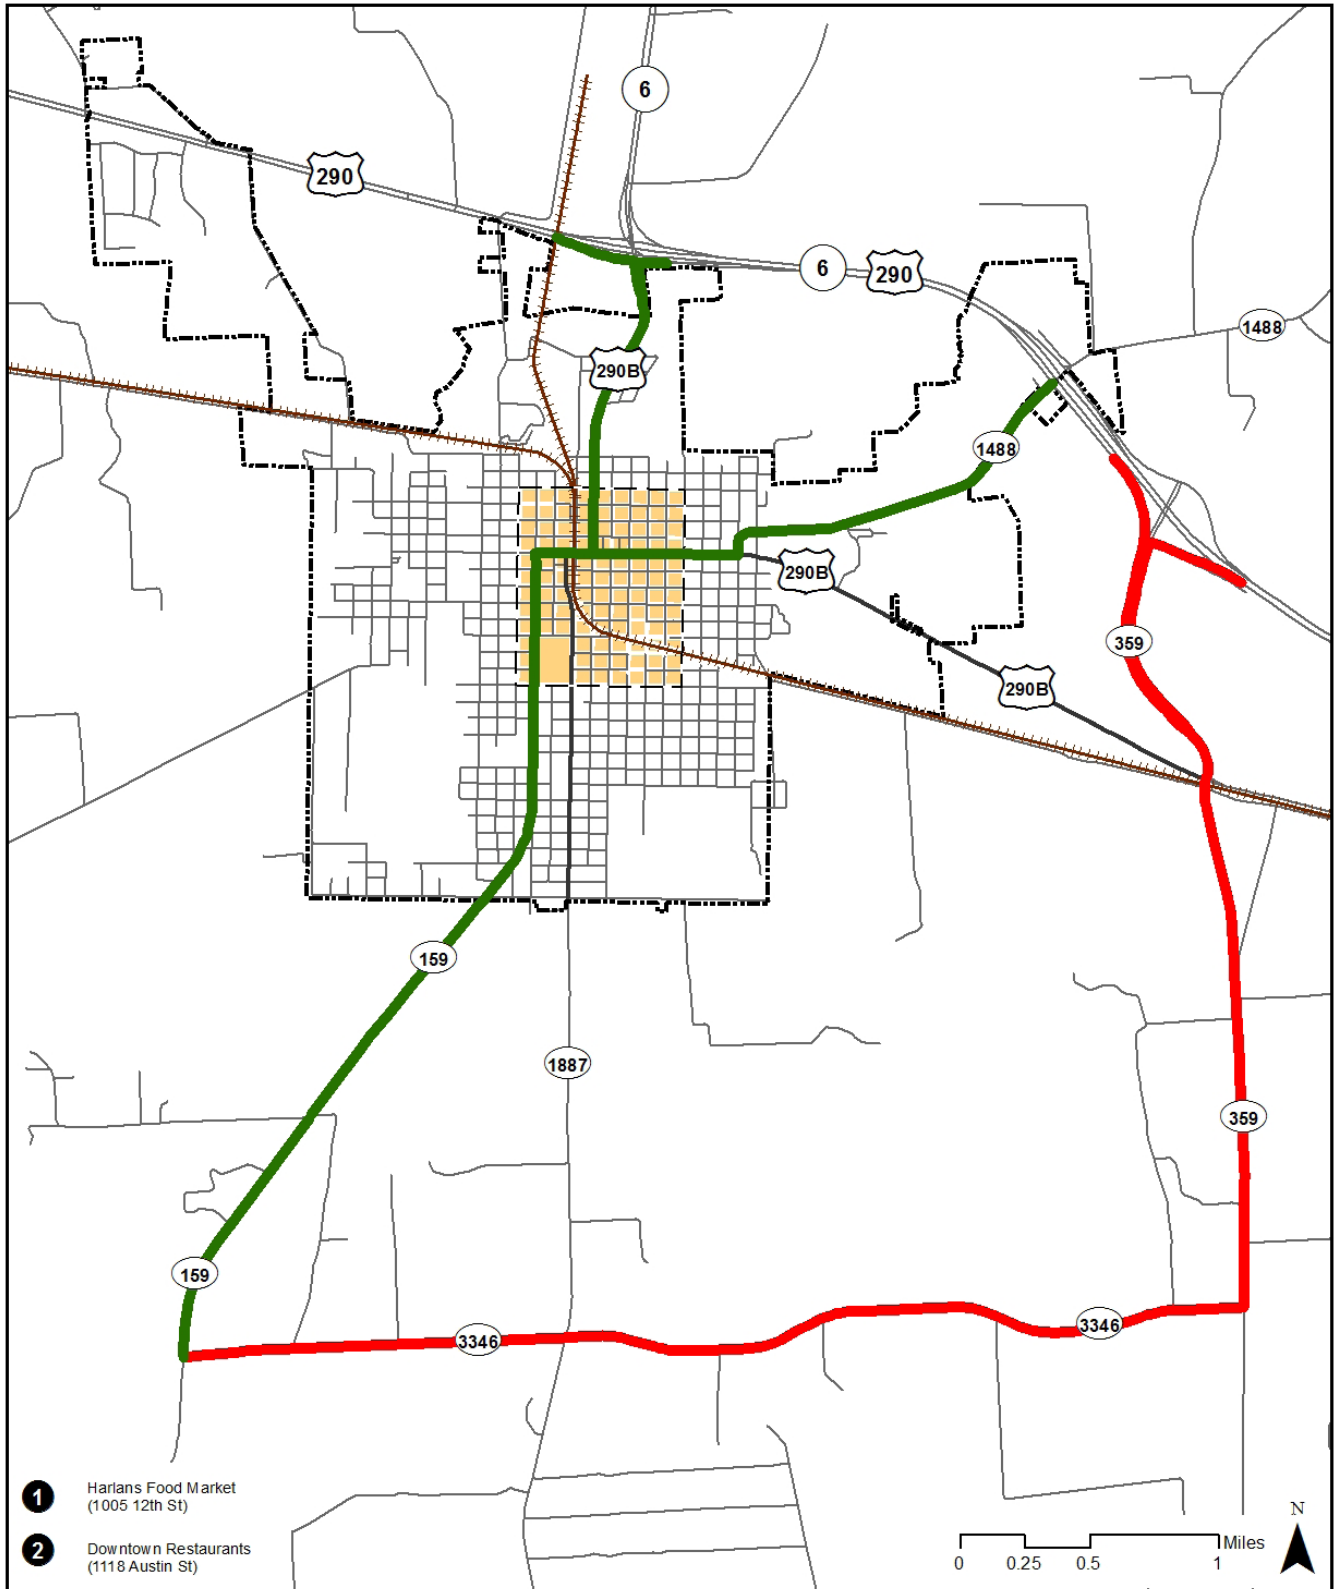 6
290
6
290
1488
290B
1488
290B
359
290B
159
1887
359
159
3346
3346
1
Harlans Food Market
(1005 12th St)
2
Downtown Restaurants
(1118 Austin St)
N
Miles
0 0.25 0.5 1